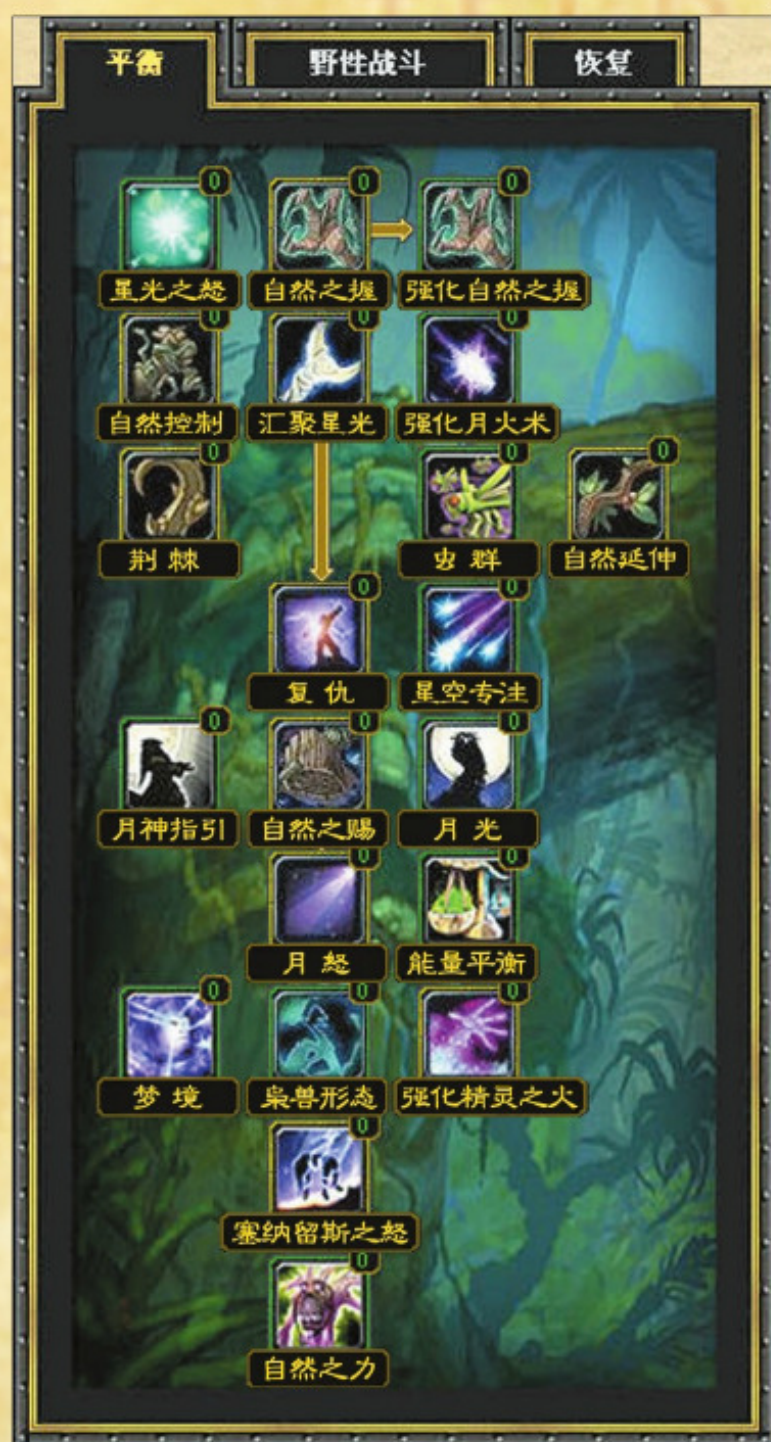 平衡 野性战斗 恢复
0 0 0
星光之怒 自然之握 强化自然之握
0 0 0
自然控制 汇聚星光 强化月火术
0 0 0
荆棘 虫群 自然延伸
0 0
复仇 星空专注
0 0 0
月神指引 自然之赐 月光
0 0
月怒 能量平衡
0 0 0
梦境 枭兽形态 强化精灵之火
0
塞纳留斯之怒
0
自然之力